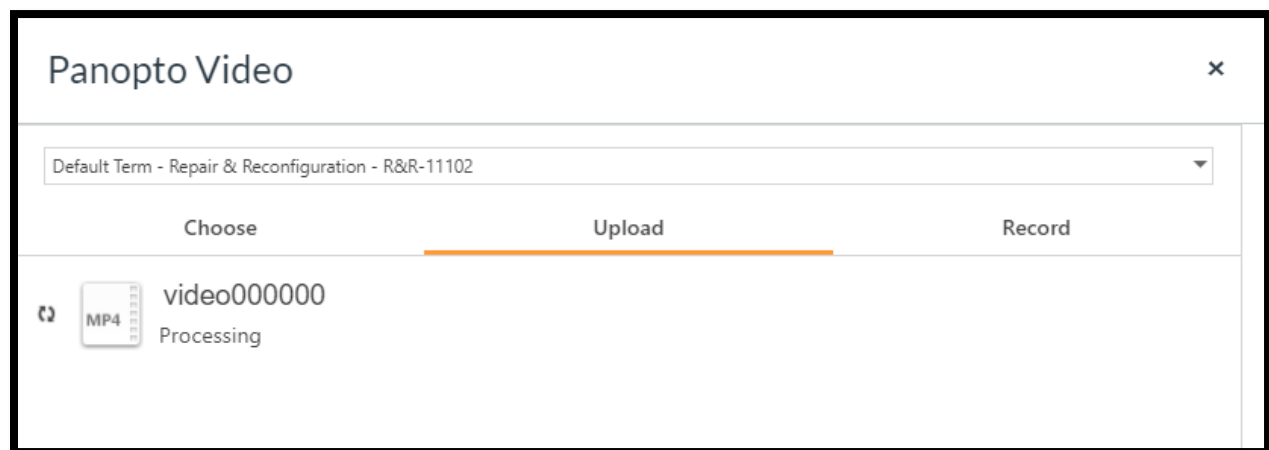 Panopto Video
×
Default Term - Repair & Reconfiguration - R&R-11102
Choose Upload Record
video000000
MP4
Processing